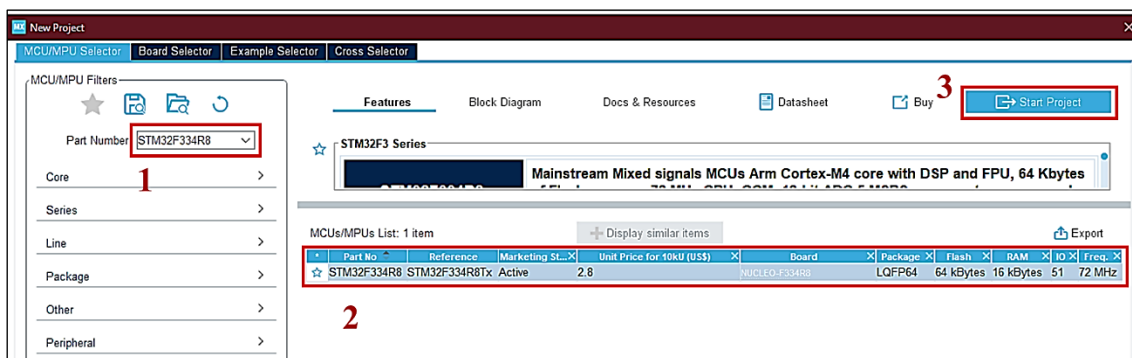 MX New Project
MCU/MPU Selector Board Selector Example Selector Cross Selector
MCU/MPU Filters
Part Number STM32F334R8
1
Core
Series
Line
Package
Other
Peripheral
Features Block Diagram Docs & Resources Datasheet Buy 3 Start Project
STM32F3 Series
Mainstream Mixed signals MCUs Arm Cortex-M4 core with DSP and FPU, 64 Kbytes
MCUs/MPUs List: 1 item + Display similar items Export
* Part No Reference Marketing St... Unit Price for 10kU (US$) Board Package Flash RAM IO Freq.
STM32F334R8 STM32F334R8Tx Active 2.8 NUCLEO-F334R8 LQFP64 64 kBytes 16 kBytes 51 72 MHz
2